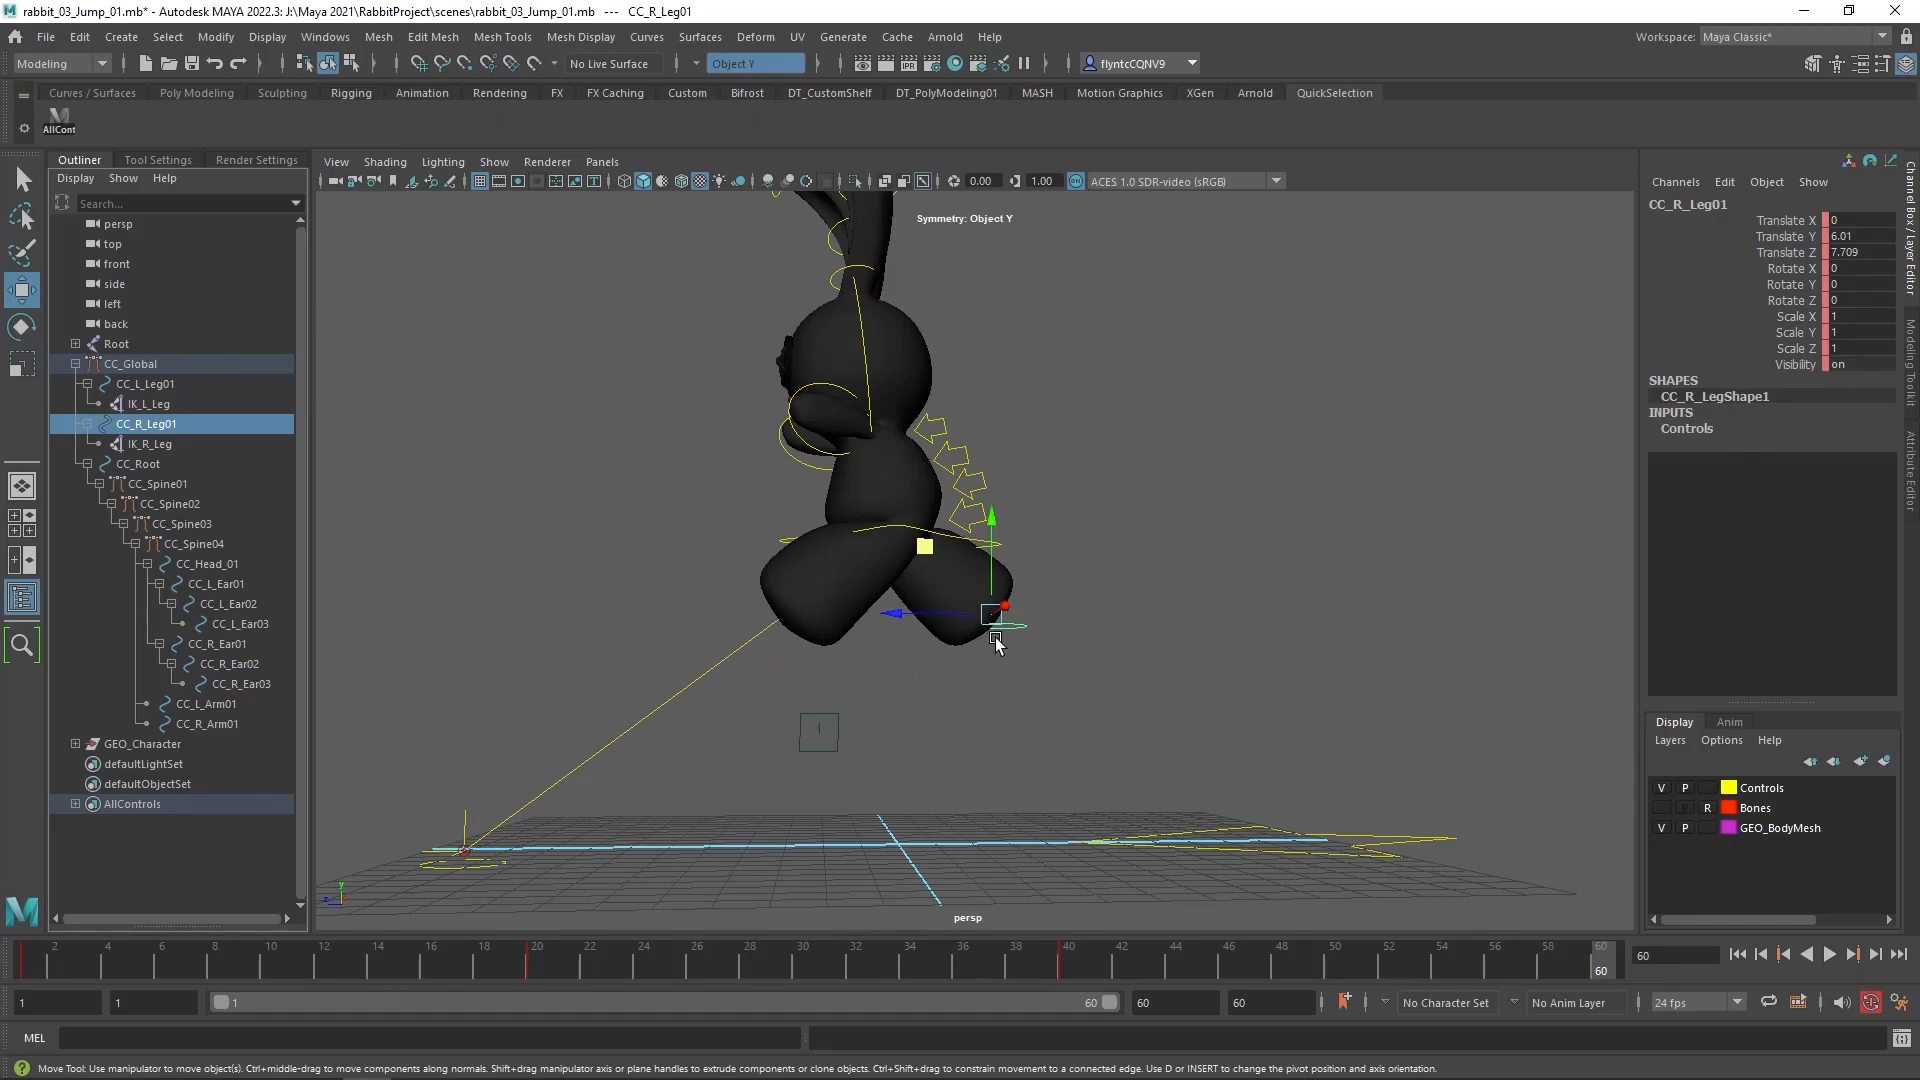 rabbit_03_Jump_01.mb* - Autodesk MAYA 2022.3: J:\Maya 2021\RabbitProject\scenes\rabbit_03_Jump_01.mb --- CC_R_Leg01
File Edit Create Select Modify Display Windows Mesh Edit Mesh Mesh Tools Mesh Display Curves Surfaces Deform UV Generate Cache Arnold Help Workspace: Maya Classic*
Modeling No Live Surface Object Y flyntcCQNV9
Curves / Surfaces Poly Modeling Sculpting Rigging Animation Rendering FX FX Caching Custom Bifrost DT_CustomShelf DT_PolyModeling01 MASH Motion Graphics XGen Arnold QuickSelection
AllCont
Outliner Tool Settings Render Settings
Display Show Help
Search...
persp
top
front
side
left
back
Root
CC_Global
CC_L_Leg01
IK_L_Leg
CC_R_Leg01
IK_R_Leg
CC_Root
CC_Spine01
CC_Spine02
CC_Spine03
CC_Spine04
CC_Head_01
CC_L_Ear01
CC_L_Ear02
CC_L_Ear03
CC_R_Ear01
CC_R_Ear02
CC_R_Ear03
CC_L_Arm01
CC_R_Arm01
GEO_Character
defaultLightSet
defaultObjectSet
AllControls
View Shading Lighting Show Renderer Panels
0.00 1.00 ACES 1.0 SDR-video (sRGB)
Symmetry: Object Y
y
z
persp
Channels Edit Object Show
CC_R_Leg01
Translate X 0
Translate Y 6.01
Translate Z 7.709
Rotate X 0
Rotate Y 0
Rotate Z 0
Scale X 1
Scale Y 1
Scale Z 1
Visibility on
SHAPES
CC_R_LegShape1
INPUTS
Controls
Display Anim
Layers Options Help
V P Controls
P R Bones
V P GEO_BodyMesh
Channel Box / Layer Editor
Modeling Toolkit
Attribute Editor
2 4 6 8 10 12 14 16 18 20 22 24 26 28 30 32 34 36 38 40 42 44 46 48 50 52 54 56 58 60
60
60
1 1 1 60 60 60 No Character Set No Anim Layer 24 fps
MEL
Move Tool: Use manipulator to move object(s). Ctrl+middle-drag to move components along normals. Shift+drag manipulator axis or plane handles to extrude components or clone objects. Ctrl+Shift+drag to constrain movement to a connected edge. Use D or INSERT to change the pivot position and axis orientation.